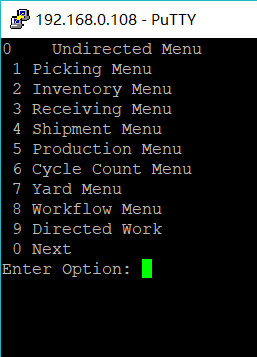 192.168.0.108 - PuTTY
0    Undirected Menu
 1 Picking Menu
 2 Inventory Menu
 3 Receiving Menu
 4 Shipment Menu
 5 Production Menu
 6 Cycle Count Menu
 7 Yard Menu
 8 Workflow Menu
 9 Directed Work
 0 Next
Enter Option: